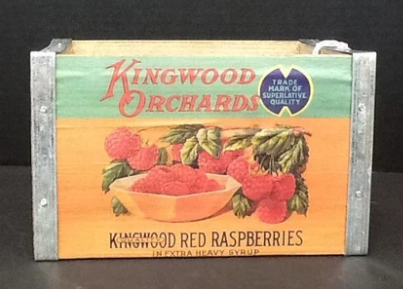 KINGWOOD
ORCHARDS
TRADE
MARK OF
SUPERLATIVE
QUALITY
KINGWOOD RED RASPBERRIES
IN EXTRA HEAVY SYRUP